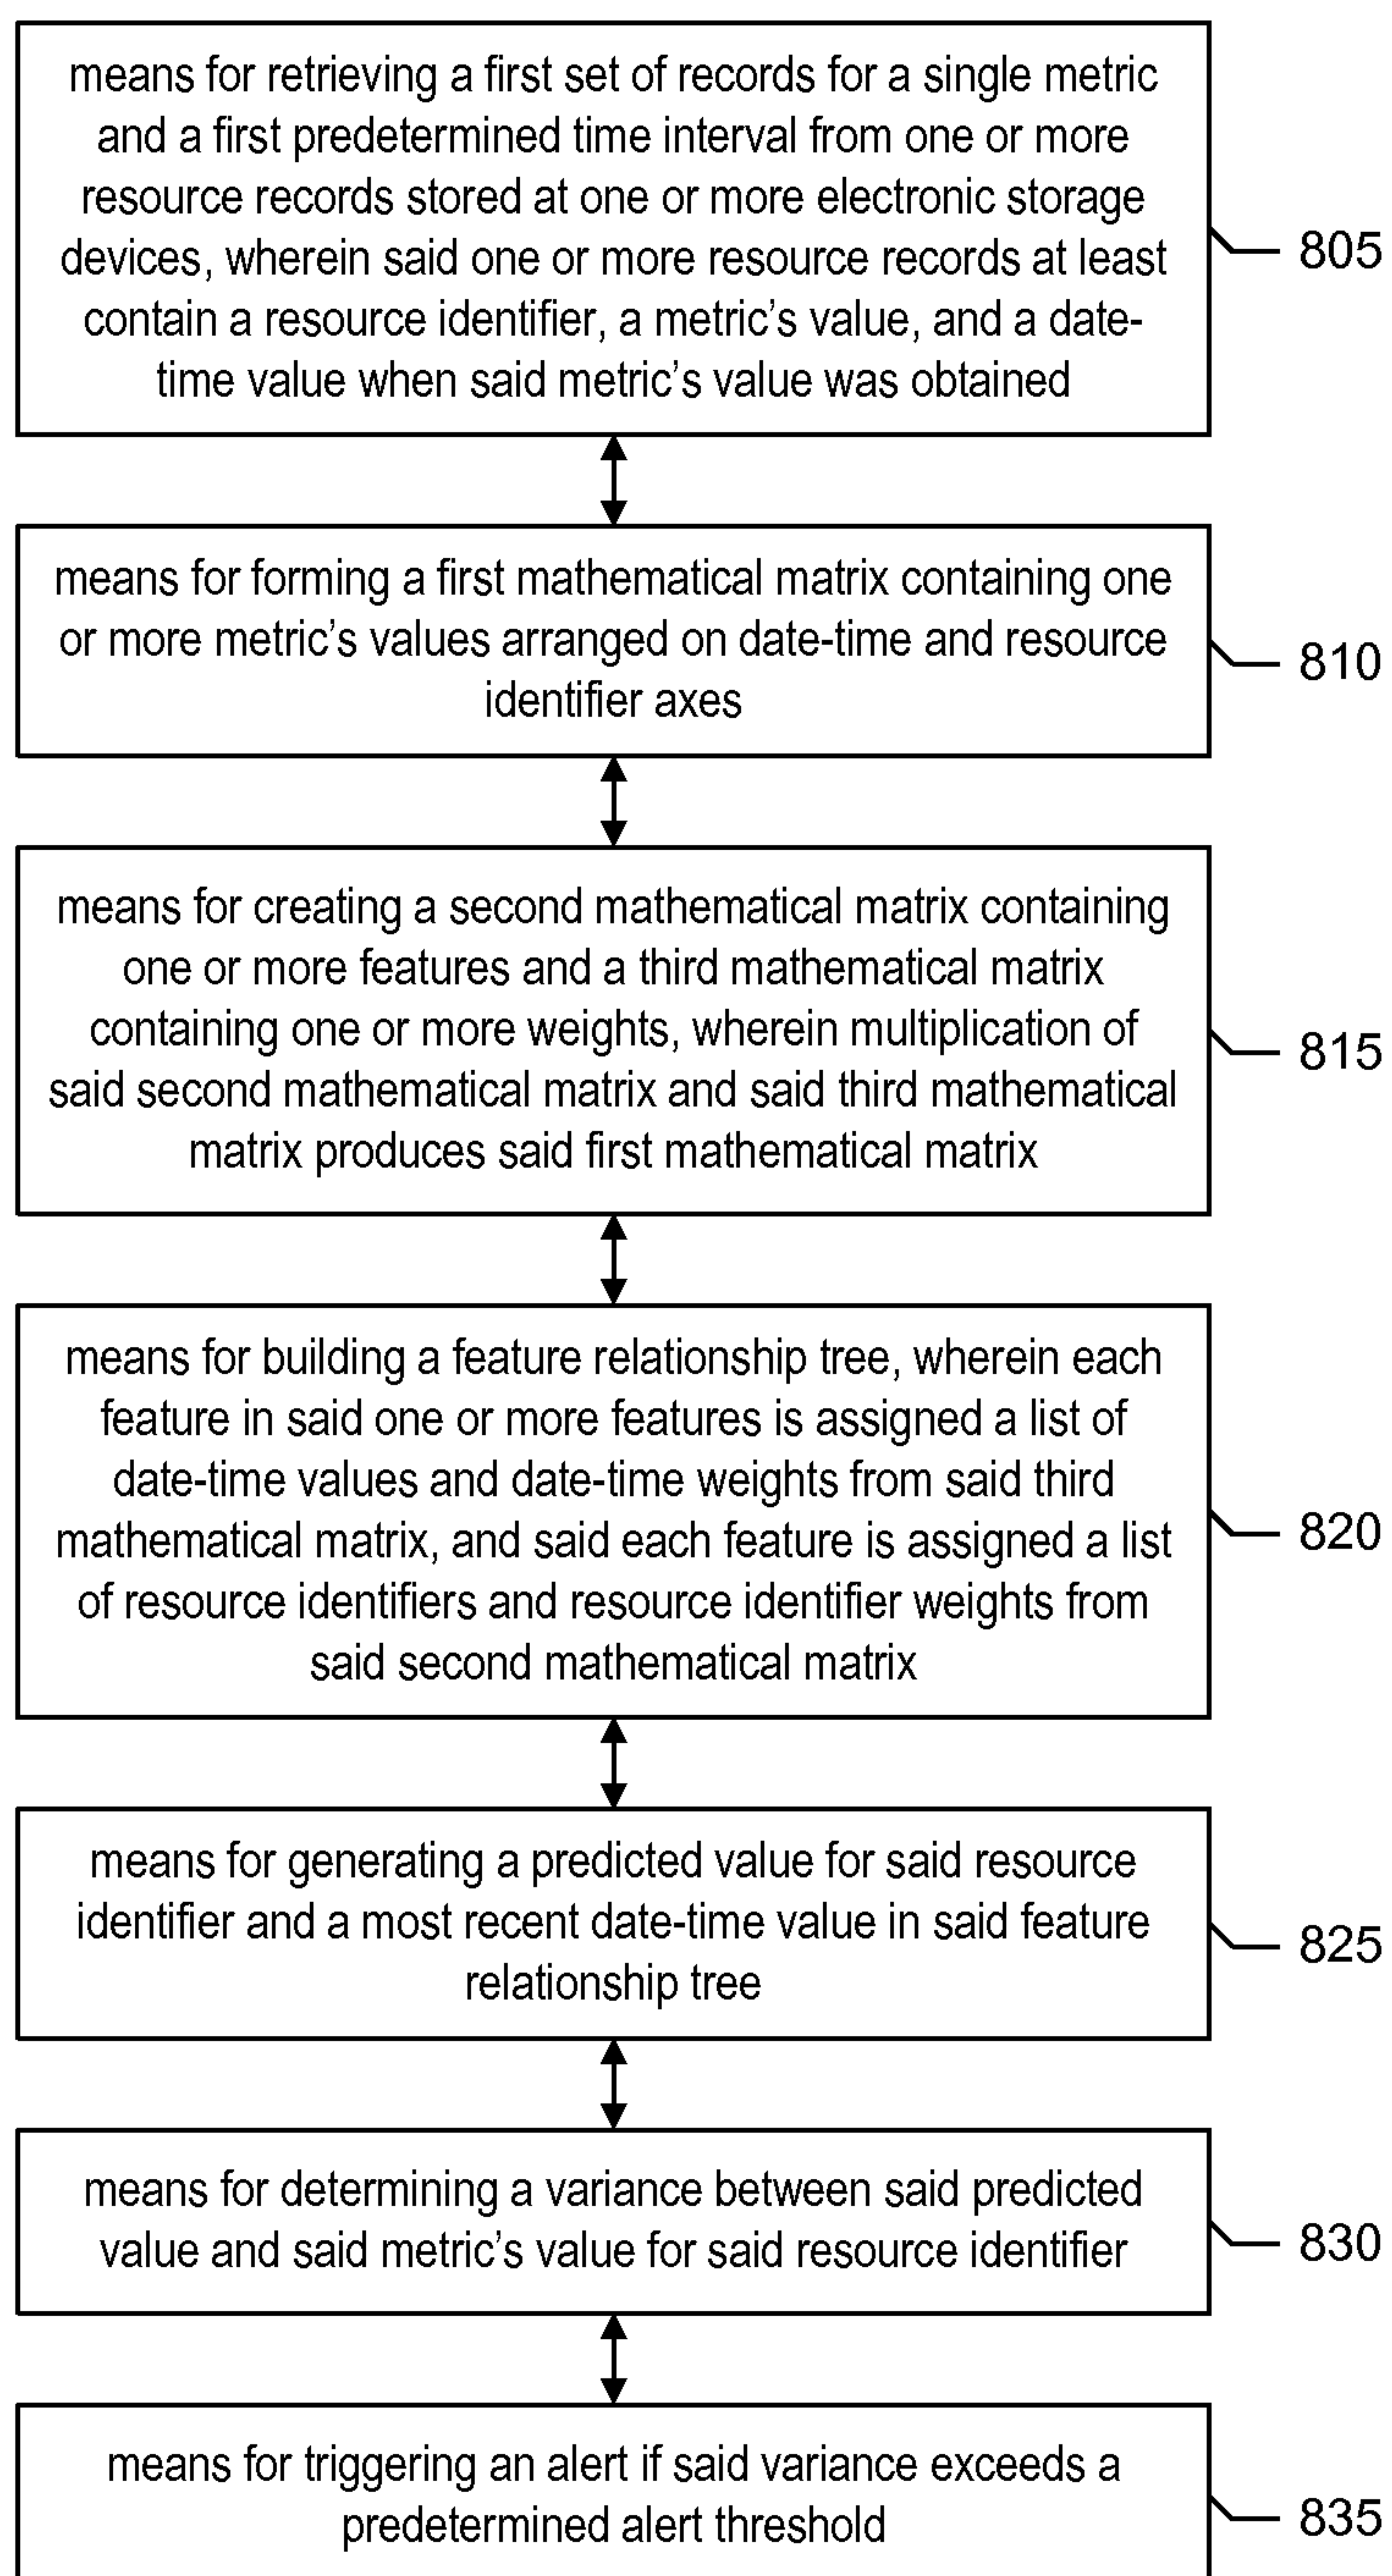 means for retrieving a first set of records for a single metric
and a first predetermined time interval from one or more
resource records stored at one or more electronic storage
devices, wherein said one or more resource records at least
contain a resource identifier, a metric’s value, and a date-
time value when said metric’s value was obtained
805
means for forming a first mathematical matrix containing one
or more metric’s values arranged on date-time and resource
identifier axes
810
means for creating a second mathematical matrix containing
one or more features and a third mathematical matrix
containing one or more weights, wherein multiplication of
said second mathematical matrix and said third mathematical
matrix produces said first mathematical matrix
815
means for building a feature relationship tree, wherein each
feature in said one or more features is assigned a list of
date-time values and date-time weights from said third
mathematical matrix, and said each feature is assigned a list
of resource identifiers and resource identifier weights from
said second mathematical matrix
820
means for generating a predicted value for said resource
identifier and a most recent date-time value in said feature
relationship tree
825
means for determining a variance between said predicted
value and said metric’s value for said resource identifier
830
means for triggering an alert if said variance exceeds a
predetermined alert threshold
835